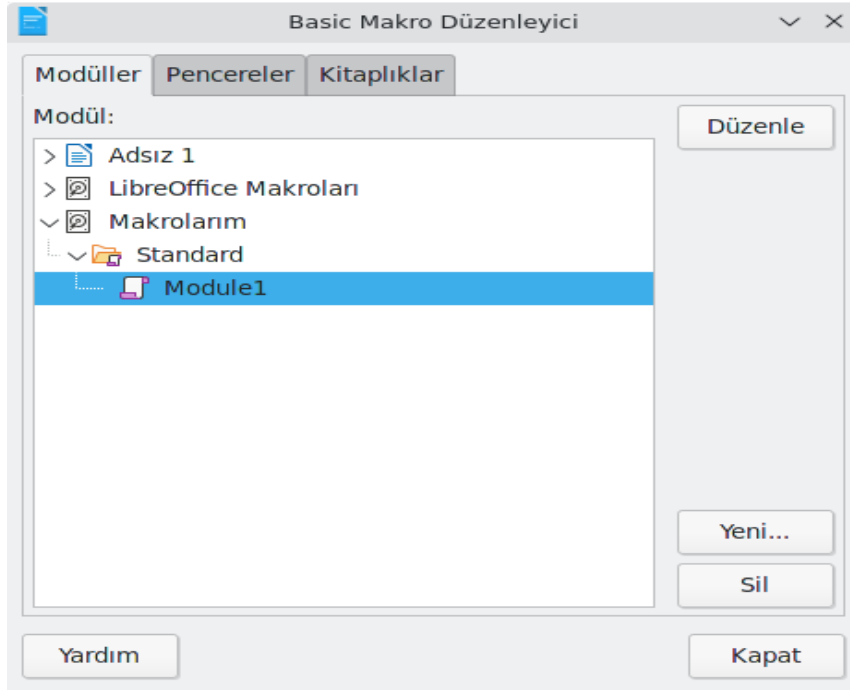 Basic Makro Düzenleyici
Modüller Pencereler Kitaplıklar
Modül:
Düzenle
Adsız 1
LibreOffice Makroları
Makrolarım
Standard
Module1
Yeni...
Sil
Yardım
Kapat